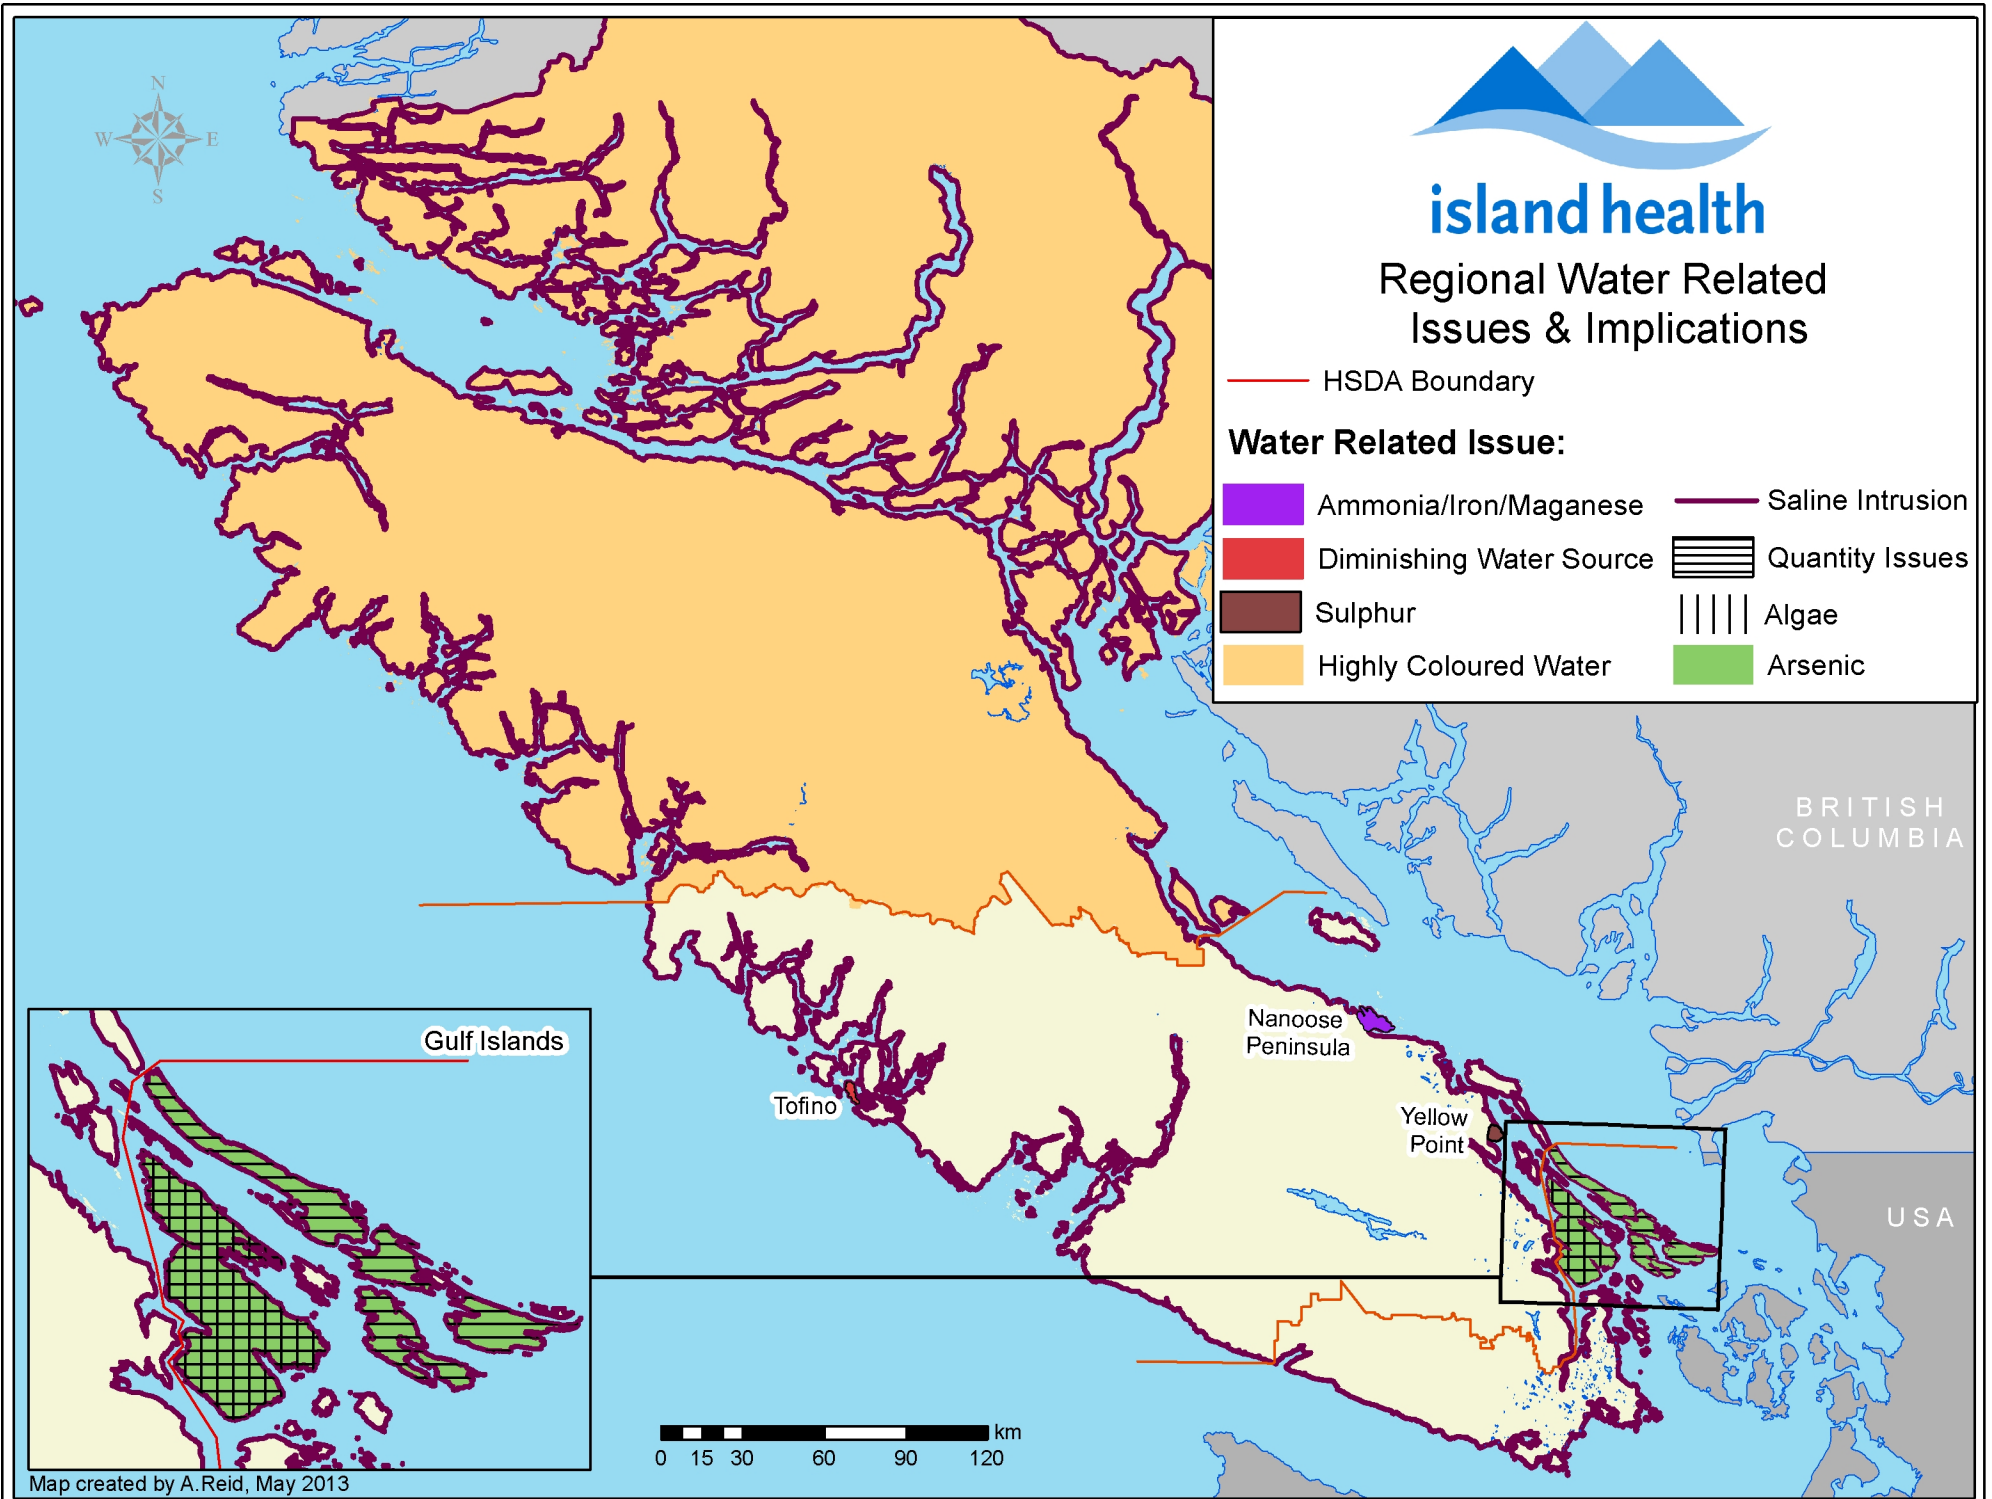 N
W E
S
island health
Regional Water Related
Issues & Implications
HSDA Boundary
Water Related Issue:
Ammonia/Iron/Maganese
Saline Intrusion
Diminishing Water Source
Quantity Issues
Sulphur
Algae
Highly Coloured Water
Arsenic
BRITISH
COLUMBIA
Nanoose
Peninsula
Gulf Islands
Tofino
Yellow
Point
USA
km
0 15 30 60 90 120
Map created by A.Reid, May 2013